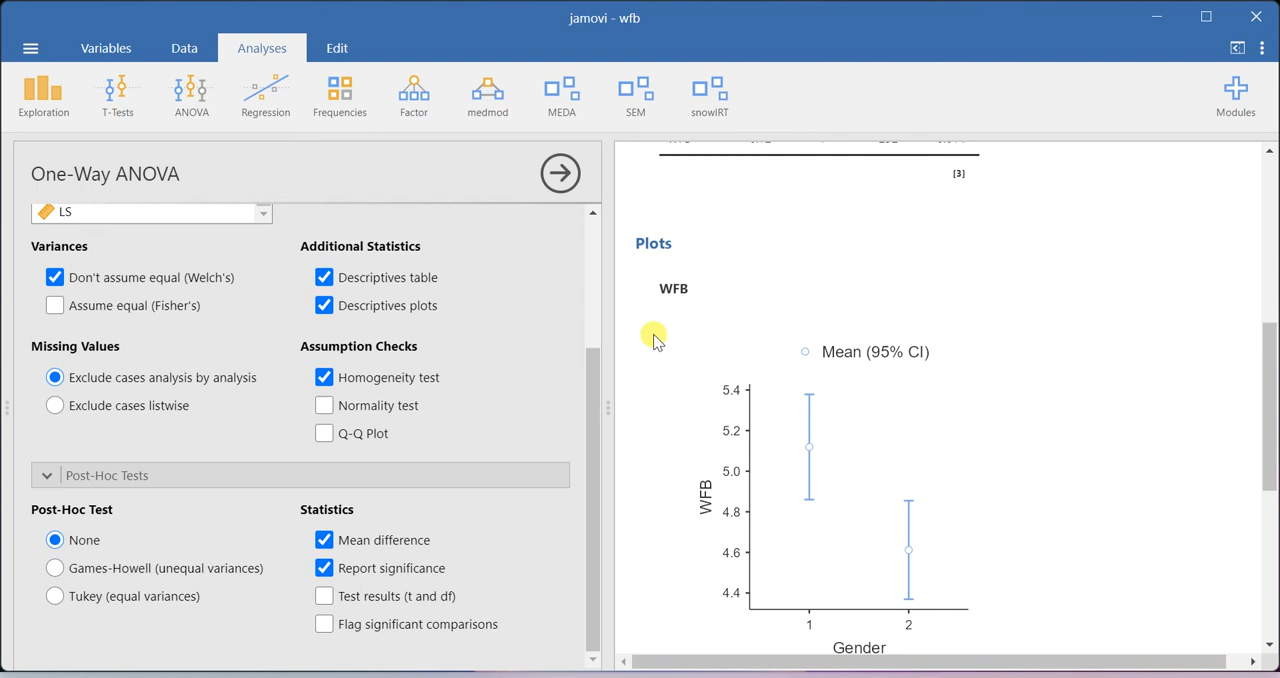 jamovi - wfb
Variables Data Analyses Edit
Exploration T-Tests ANOVA Regression Frequencies Factor medmod MEDA SEM snowIRT Modules
One-Way ANOVA
LS
Variances Additional Statistics
Don't assume equal (Welch's) Descriptives table
Assume equal (Fisher's) Descriptives plots
Missing Values Assumption Checks
Exclude cases analysis by analysis Homogeneity test
Exclude cases listwise Normality test
Q-Q Plot
Post-Hoc Tests
Post-Hoc Test Statistics
None Mean difference
Games-Howell (unequal variances) Report significance
Tukey (equal variances) Test results (t and df)
Flag significant comparisons
[3]
Plots
WFB
Mean (95% CI)
5.4
5.2
5.0
4.8
4.6
4.4
WFB
1 2
Gender